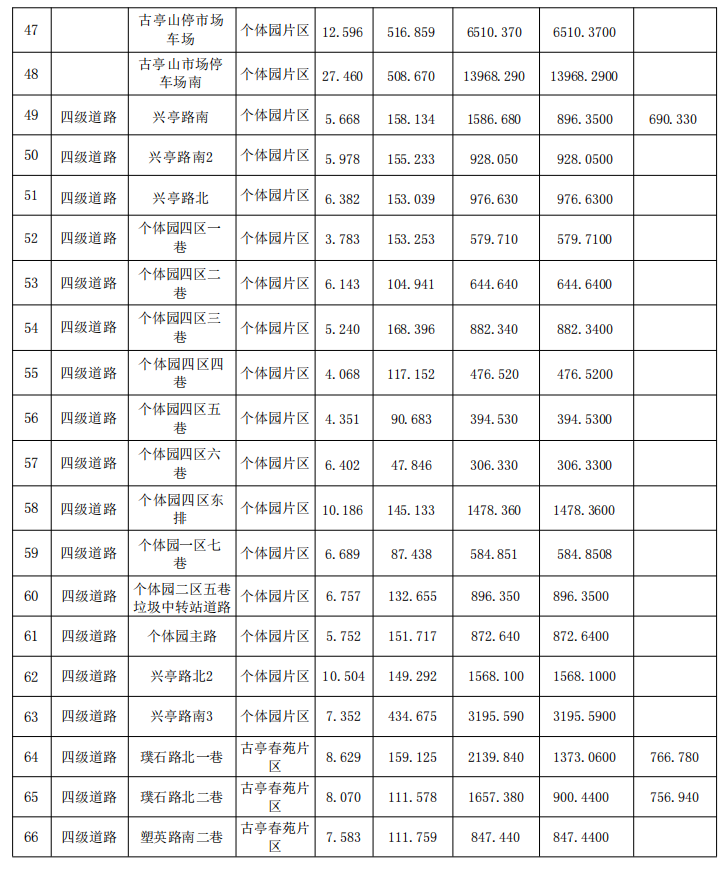 47 古亭山停市场车场 个体园片区 12.596 516.859 6510.370 6510.3700
48 古亭山市场停车场南 个体园片区 27.460 508.670 13968.290 13968.2900
49 四级道路 兴亭路南 个体园片区 5.668 158.134 1586.680 896.3500 690.330
50 四级道路 兴亭路南2 个体园片区 5.978 155.233 928.050 928.0500
51 四级道路 兴亭路北 个体园片区 6.382 153.039 976.630 976.6300
52 四级道路 个体园四区一巷 个体园片区 3.783 153.253 579.710 579.7100
53 四级道路 个体园四区二巷 个体园片区 6.143 104.941 644.640 644.6400
54 四级道路 个体园四区三巷 个体园片区 5.240 168.396 882.340 882.3400
55 四级道路 个体园四区四巷 个体园片区 4.068 117.152 476.520 476.5200
56 四级道路 个体园四区五巷 个体园片区 4.351 90.683 394.530 394.5300
57 四级道路 个体园四区六巷 个体园片区 6.402 47.846 306.330 306.3300
58 四级道路 个体园四区东排 个体园片区 10.186 145.133 1478.360 1478.3600
59 四级道路 个体园一区七巷 个体园片区 6.689 87.438 584.851 584.8508
60 四级道路 个体园二区五巷垃圾中转站道路 个体园片区 6.757 132.655 896.350 896.3500
61 四级道路 个体园主路 个体园片区 5.752 151.717 872.640 872.6400
62 四级道路 兴亭路北2 个体园片区 10.504 149.292 1568.100 1568.1000
63 四级道路 兴亭路南3 个体园片区 7.352 434.675 3195.590 3195.5900
64 四级道路 璞石路北一巷 古亭春苑片区 8.629 159.125 2139.840 1373.0600 766.780
65 四级道路 璞石路北二巷 古亭春苑片区 8.070 111.578 1657.380 900.4400 756.940
66 四级道路 塑英路南二巷 古亭春苑片区 7.583 111.759 847.440 847.4400